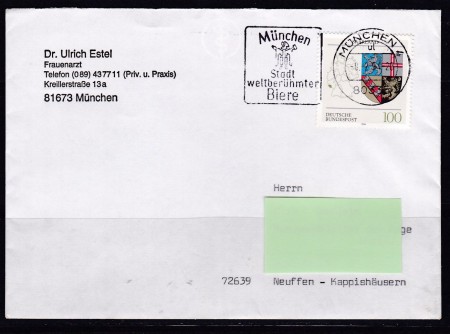 Dr. Ulrich Estel
Frauenarzt
Telefon (089) 437711 (Priv. u. Praxis)
Kreillerstraße 13a
81673 München
München
Stadt
weltberühmter
Biere
MÜNCHEN 4
DEUTSCHE
BUNDESPOST
100
Herrn
72639 Neuffen - Kappishäusern